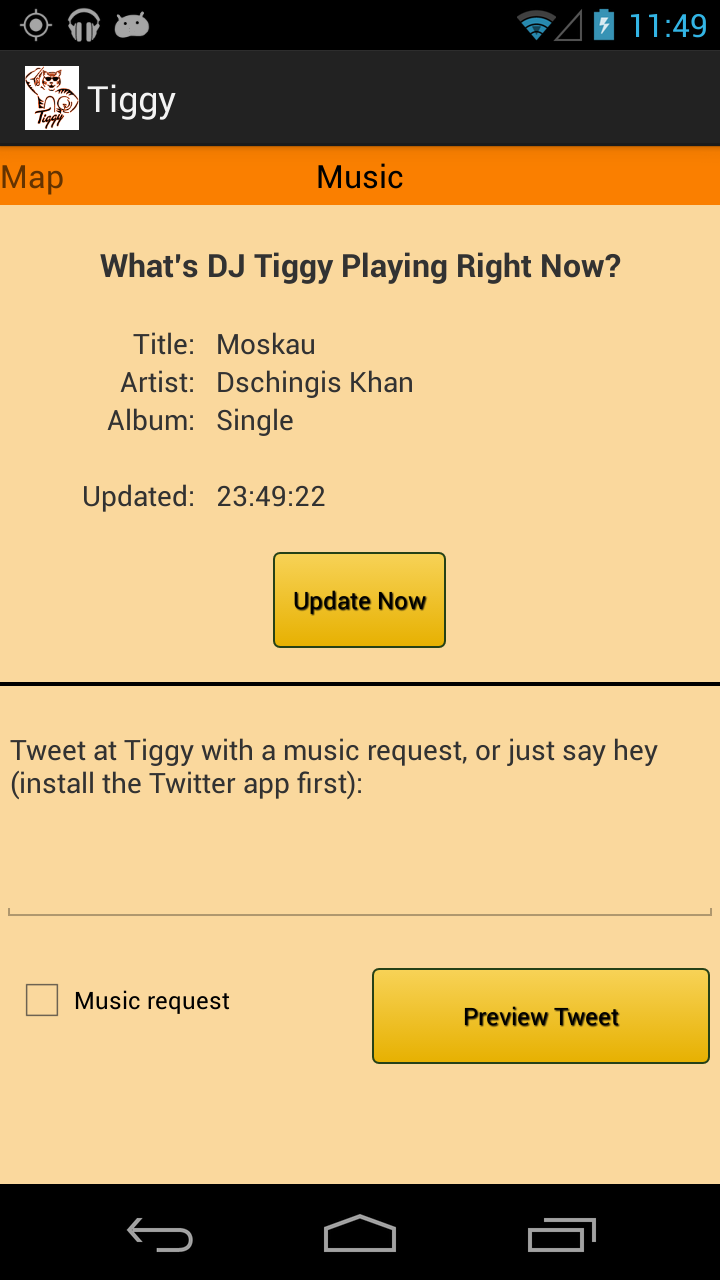 11:49
Tiggy
Tiggy
Map Music
What's DJ Tiggy Playing Right Now?
Title: Moskau
Artist: Dschingis Khan
Album: Single
Updated: 23:49:22
Update Now
Tweet at Tiggy with a music request, or just say hey
(install the Twitter app first):
Music request
Preview Tweet